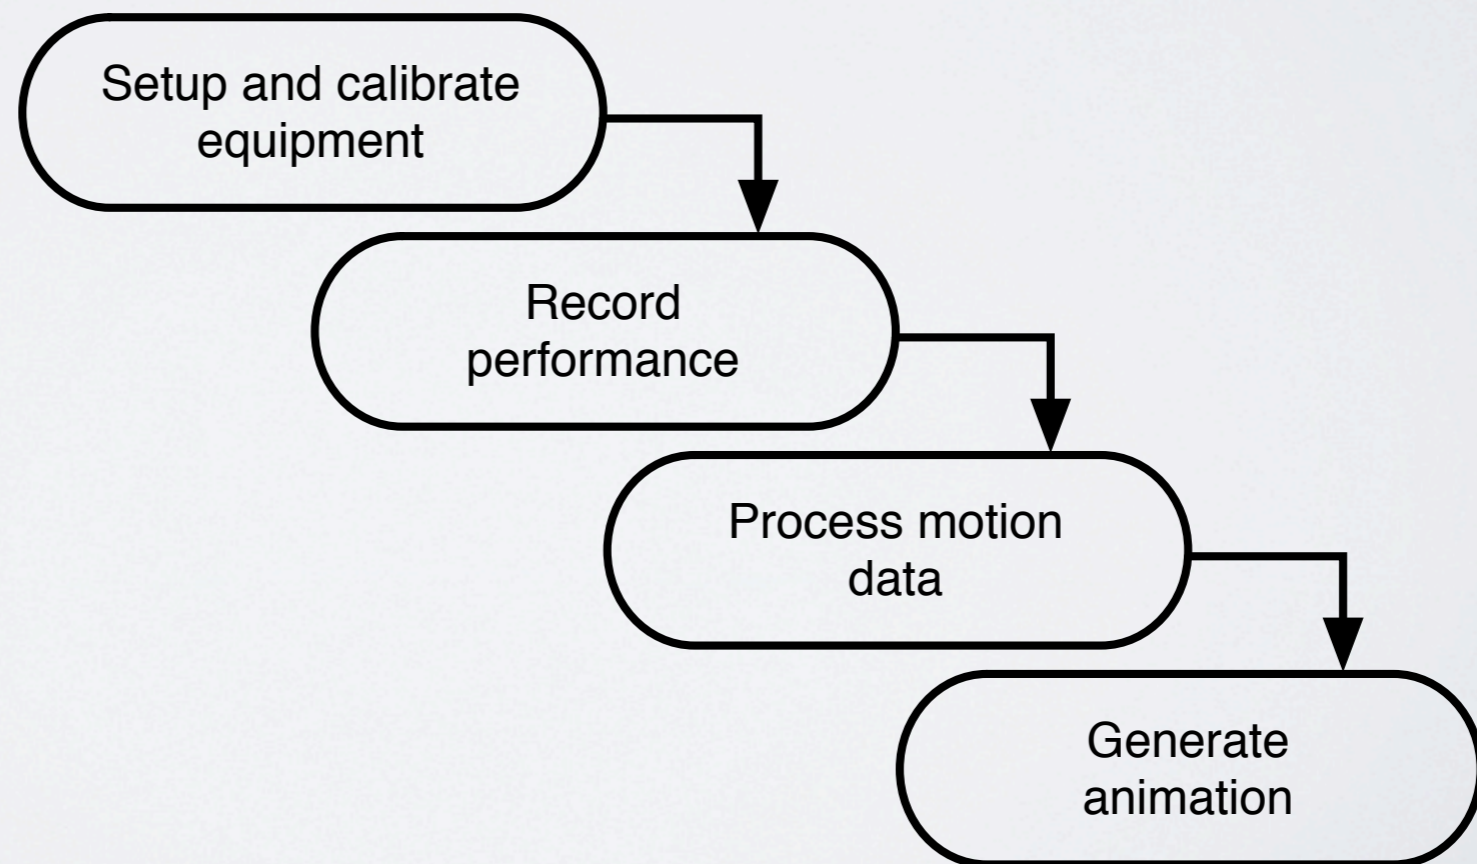 Setup and calibrate
equipment
Record
performance
Process motion
data
Generate
animation